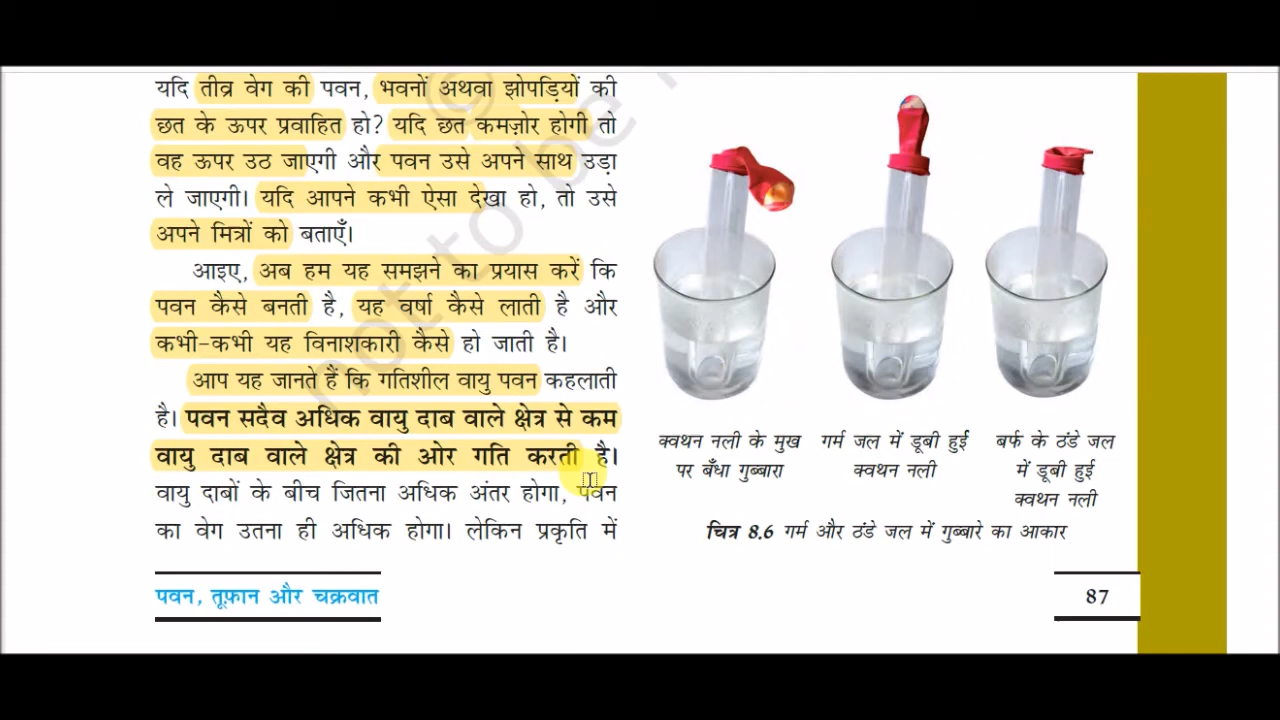 यदि तीव्र वेग की पवन, भवनों अथवा झोपड़ियों की
छत के ऊपर प्रवाहित हो? यदि छत कमज़ोर होगी तो
वह ऊपर उठ जाएगी और पवन उसे अपने साथ उड़ा
ले जाएगी। यदि आपने कभी ऐसा देखा हो, तो उसे
अपने मित्रों को बताएँ।
आइए, अब हम यह समझने का प्रयास करें कि
पवन कैसे बनती है, यह वर्षा कैसे लाती है और
कभी-कभी यह विनाशकारी कैसे हो जाती है।
आप यह जानते हैं कि गतिशील वायु पवन कहलाती
है। पवन सदैव अधिक वायु दाब वाले क्षेत्र से कम
वायु दाब वाले क्षेत्र की ओर गति करती है।
वायु दाबों के बीच जितना अधिक अंतर होगा, पवन
का वेग उतना ही अधिक होगा। लेकिन प्रकृति में
क्वथन नली के मुख
पर बँधा गुब्बारा
गर्म जल में डूबी हुई
क्वथन नली
बर्फ के ठंडे जल
में डूबी हुई
क्वथन नली
चित्र 8.6 गर्म और ठंडे जल में गुब्बारे का आकार
पवन, तूफ़ान और चक्रवात
87
© not to be